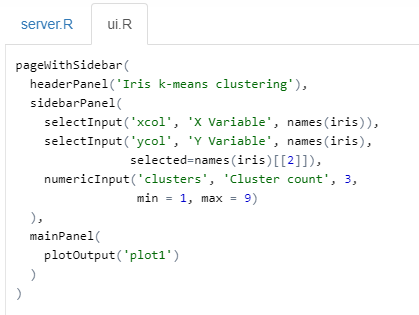 server.R ui.R
pageWithSidebar(
  headerPanel('Iris k-means clustering'),
  sidebarPanel(
    selectInput('xcol', 'X Variable', names(iris)),
    selectInput('ycol', 'Y Variable', names(iris),
                selected=names(iris)[[2]]),
    numericInput('clusters', 'Cluster count', 3,
                 min = 1, max = 9)
  ),
  mainPanel(
    plotOutput('plot1')
  )
)